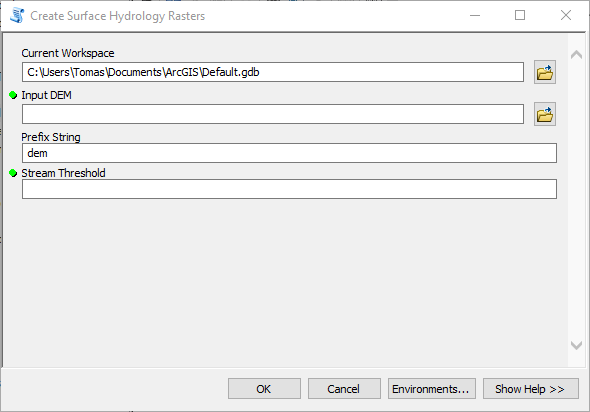 Create Surface Hydrology Rasters
Current Workspace
C:\Users\Tomas\Documents\ArcGIS\Default.gdb
Input DEM
Prefix String
dem
Stream Threshold
OK Cancel Environments... Show Help >>